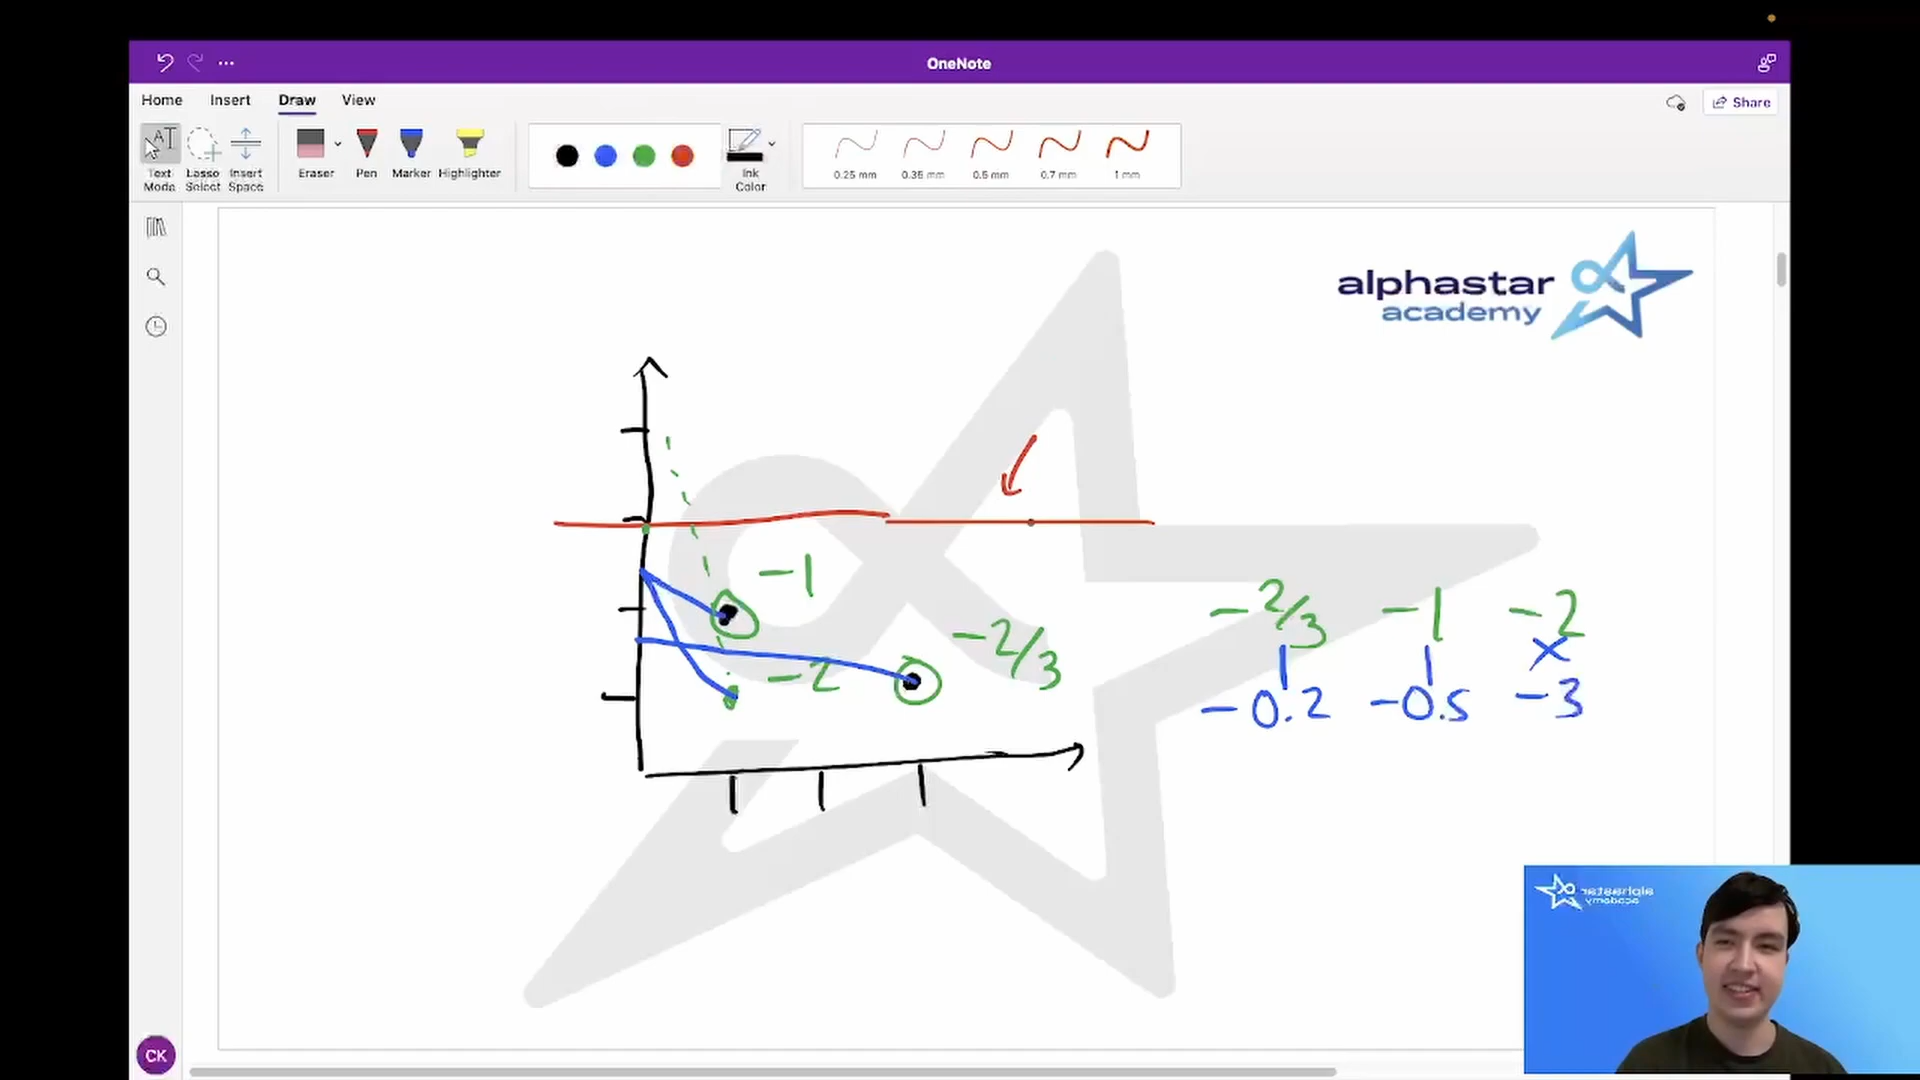 OneNote
Home Insert Draw View
Share
Text Mode
Lasso Select
Insert Space
Eraser
Pen
Marker
Highlighter
Ink Color
0.25 mm
0.35 mm
0.5 mm
0.7 mm
1 mm
alphastar
academy
-1
-2/3
-2
-2/3 -1 -2
-0.2 -0.5 -3
CK
alphastar
academy